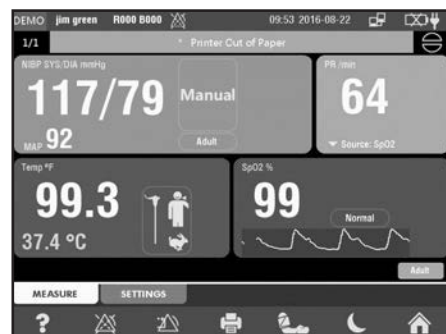 DEMO jim green R000 B000 09:53 2016-08-22
1/1 * Printer Cut of Paper
NIBP SYS/DIA mmHg
117/79
Manual
MAP 92
Adult
PR /min
64
Source: SpO2
Temp °F
99.3
37.4 °C
SpO2 %
99
Normal
Adult
MEASURE SETTINGS
?